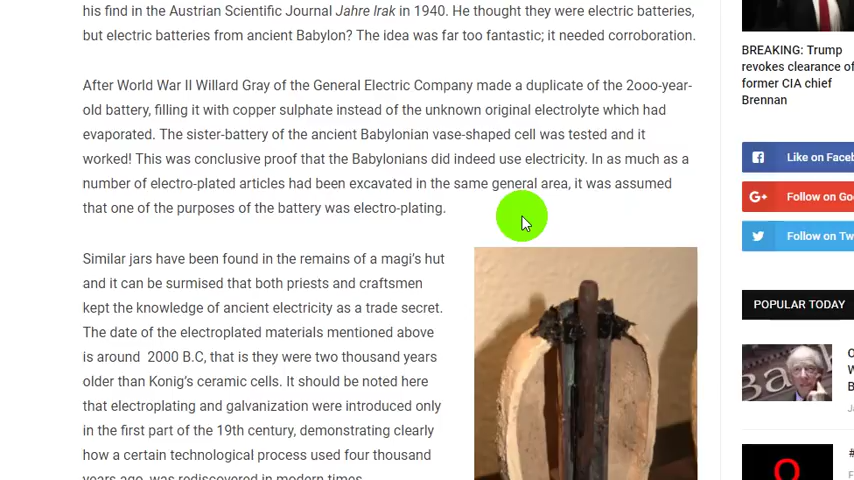 his find in the Austrian Scientific Journal Jahre Irak in 1940. He thought they were electric batteries,
but electric batteries from ancient Babylon? The idea was far too fantastic; it needed corroboration.
After World War II Willard Gray of the General Electric Company made a duplicate of the 2ooo-year-
old battery, filling it with copper sulphate instead of the unknown original electrolyte which had
evaporated. The sister-battery of the ancient Babylonian vase-shaped cell was tested and it
worked! This was conclusive proof that the Babylonians did indeed use electricity. In as much as a
number of electro-plated articles had been excavated in the same general area, it was assumed
that one of the purposes of the battery was electro-plating.
Similar jars have been found in the remains of a magi's hut
and it can be surmised that both priests and craftsmen
kept the knowledge of ancient electricity as a trade secret.
The date of the electroplated materials mentioned above
is around 2000 B.C, that is they were two thousand years
older than Konig's ceramic cells. It should be noted here
that electroplating and galvanization were introduced only
in the first part of the 19th century, demonstrating clearly
how a certain technological process used four thousand
years ago, was rediscovered in modern times.
BREAKING: Trump
revokes clearance of
former CIA chief
Brennan
Like on Faceb
Follow on Go
Follow on Tw
POPULAR TODAY
O
W
B
Ja
#
F